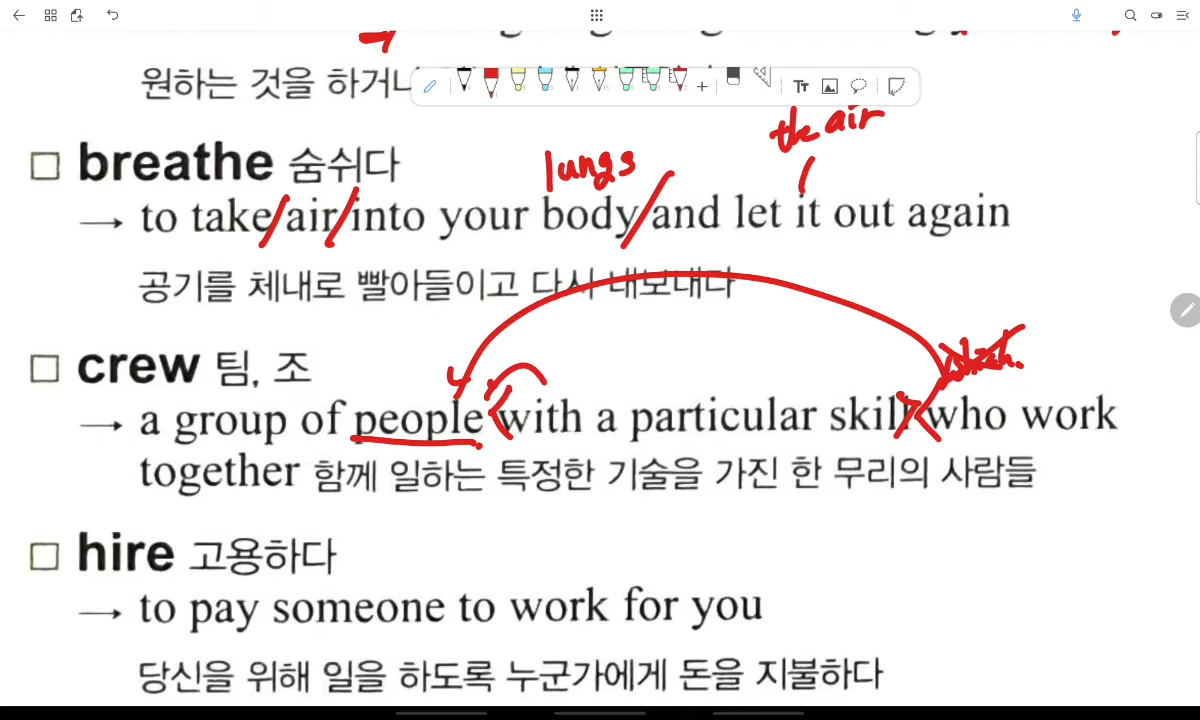 원하는 것을 하거나
the air
breathe 숨쉬다
lungs
→ to take/air/into your body/and let it out again
공기를 체내로 빨아들이고 다시 내보내다
crew 팀, 조
→ a group of people with a particular skill who work
together 함께 일하는 특정한 기술을 가진 한 무리의 사람들
hire 고용하다
→ to pay someone to work for you
당신을 위해 일을 하도록 누군가에게 돈을 지불하다